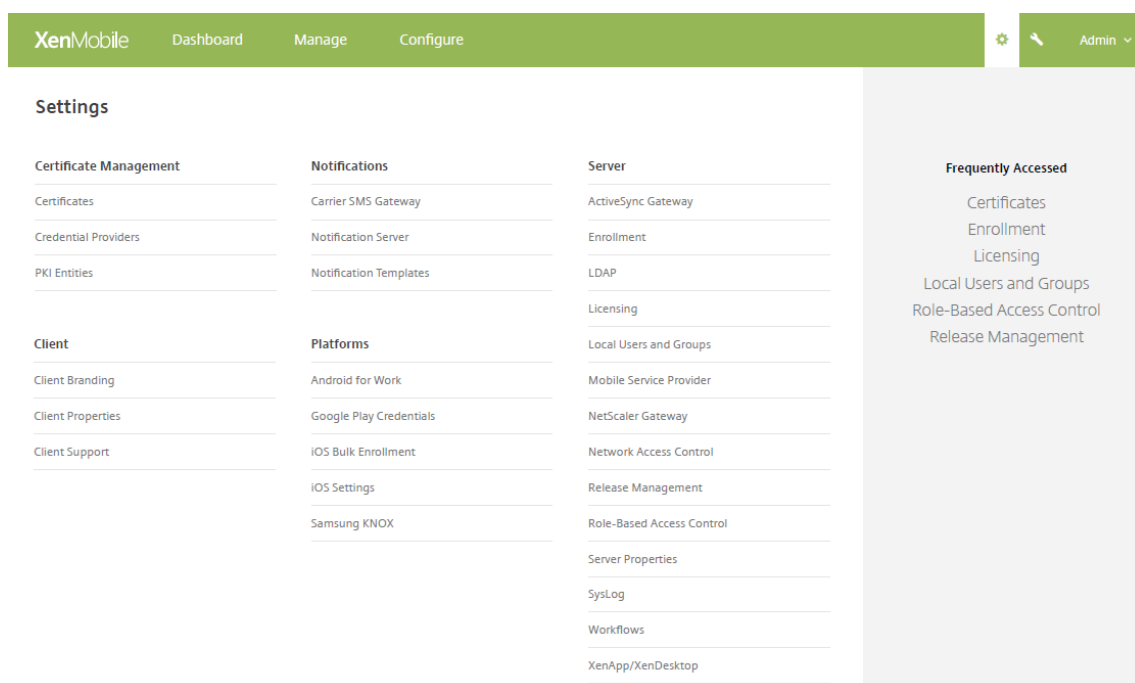 XenMobile Dashboard Manage Configure Admin
Settings
Certificate Management
Certificates
Credential Providers
PKI Entities
Client
Client Branding
Client Properties
Client Support
Notifications
Carrier SMS Gateway
Notification Server
Notification Templates
Platforms
Android for Work
Google Play Credentials
iOS Bulk Enrollment
iOS Settings
Samsung KNOX
Server
ActiveSync Gateway
Enrollment
LDAP
Licensing
Local Users and Groups
Mobile Service Provider
NetScaler Gateway
Network Access Control
Release Management
Role-Based Access Control
Server Properties
SysLog
Workflows
XenApp/XenDesktop
Frequently Accessed
Certificates
Enrollment
Licensing
Local Users and Groups
Role-Based Access Control
Release Management